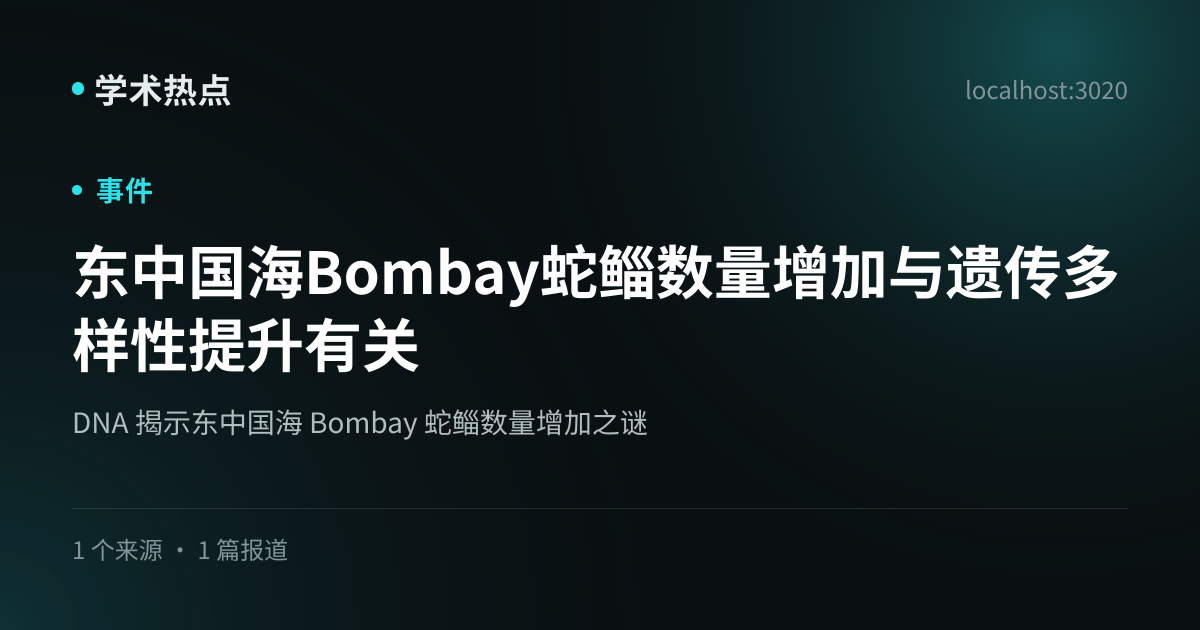 学术热点
localhost:3020
事件
东中国海Bombay蛇鲻数量增加与遗传多
样性提升有关
DNA 揭示东中国海 Bombay 蛇鲻数量增加之谜
1 个来源 · 1 篇报道